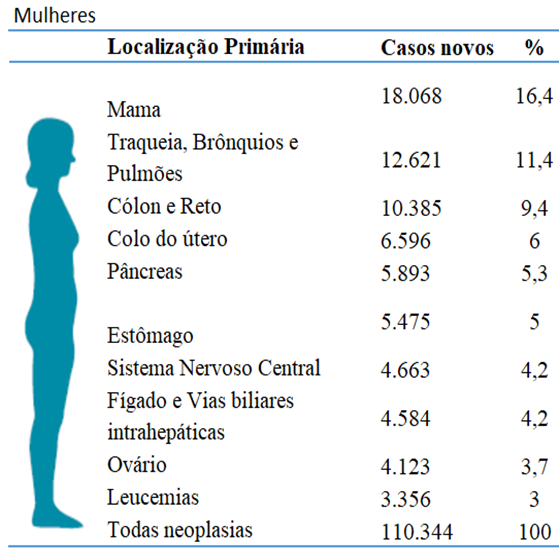 Mulheres
Localização Primária Casos novos %
Mama 18.068 16,4
Traqueia, Brônquios e
Pulmões 12.621 11,4
Cólon e Reto 10.385 9,4
Colo do útero 6.596 6
Pâncreas 5.893 5,3
Estômago 5.475 5
Sistema Nervoso Central 4.663 4,2
Fígado e Vias biliares
intrahepáticas 4.584 4,2
Ovário 4.123 3,7
Leucemias 3.356 3
Todas neoplasias 110.344 100